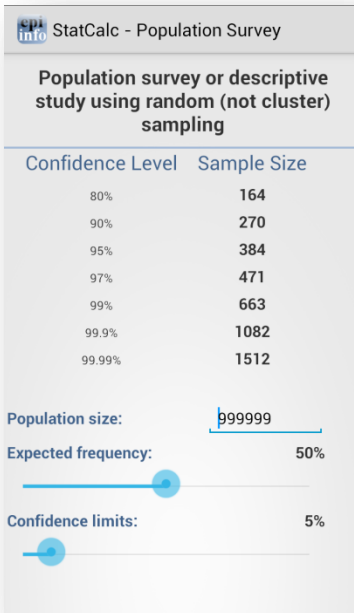 epi
info
StatCalc - Population Survey
Population survey or descriptive
study using random (not cluster)
sampling
Confidence Level Sample Size
80% 164
90% 270
95% 384
97% 471
99% 663
99.9% 1082
99.99% 1512
Population size: 999999
Expected frequency: 50%
Confidence limits: 5%